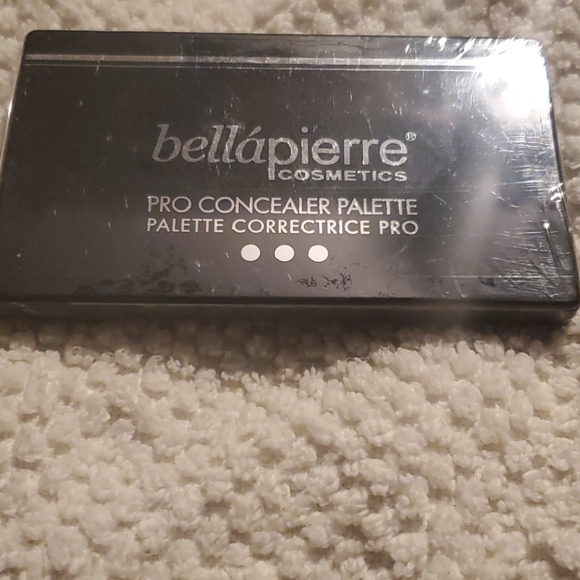 bellápierre®
COSMETICS
PRO CONCEALER PALETTE
PALETTE CORRECTRICE PRO